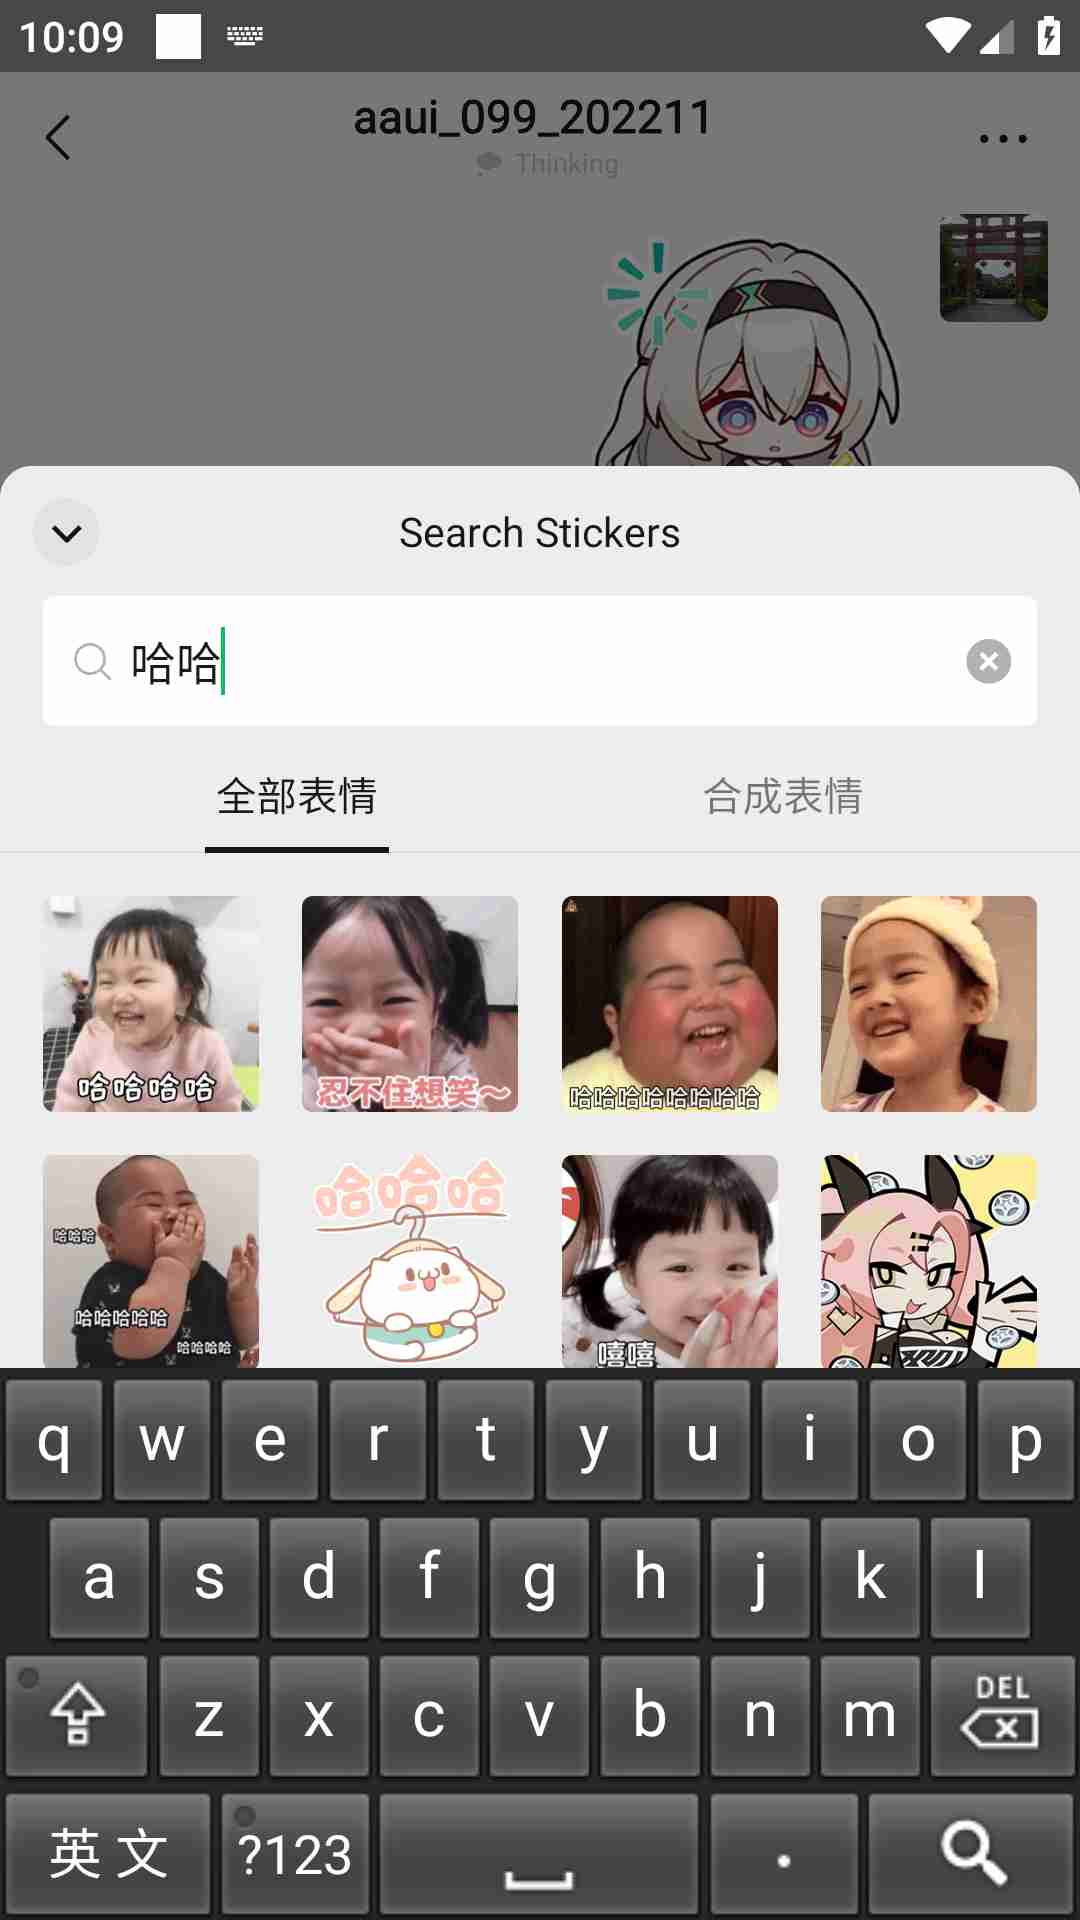 10:09
aaui_099_202211
Thinking
Search Stickers
哈哈
全部表情
合成表情
哈哈哈哈
忍不住想笑～
哈哈哈哈哈哈哈哈
哈哈哈
哈哈哈哈哈
哈哈哈哈
哈哈哈
嘻嘻
q w e r t y u i o p
a s d f g h j k l
z x c v b n m DEL
英文 ?123 .